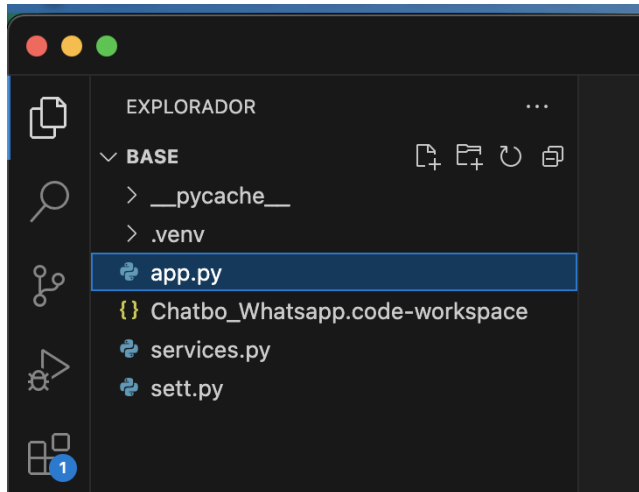 EXPLORADOR
BASE
__pycache__
.venv
app.py
{} Chatbo_Whatsapp.code-workspace
services.py
sett.py
1